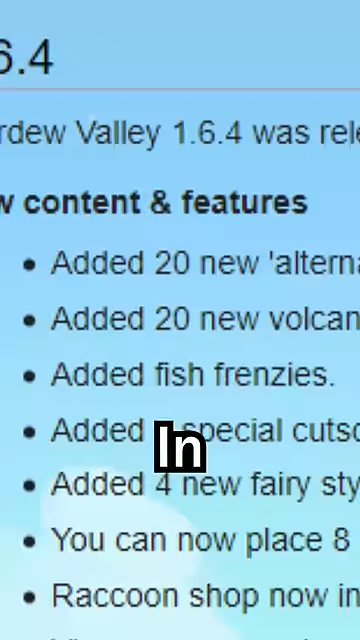 6.4
rdew Valley 1.6.4 was rele
w content & features
Added 20 new 'alterna
Added 20 new volcan
Added fish frenzies.
Added special cutsc
In
Added 4 new fairy sty
You can now place 8
Raccoon shop now in